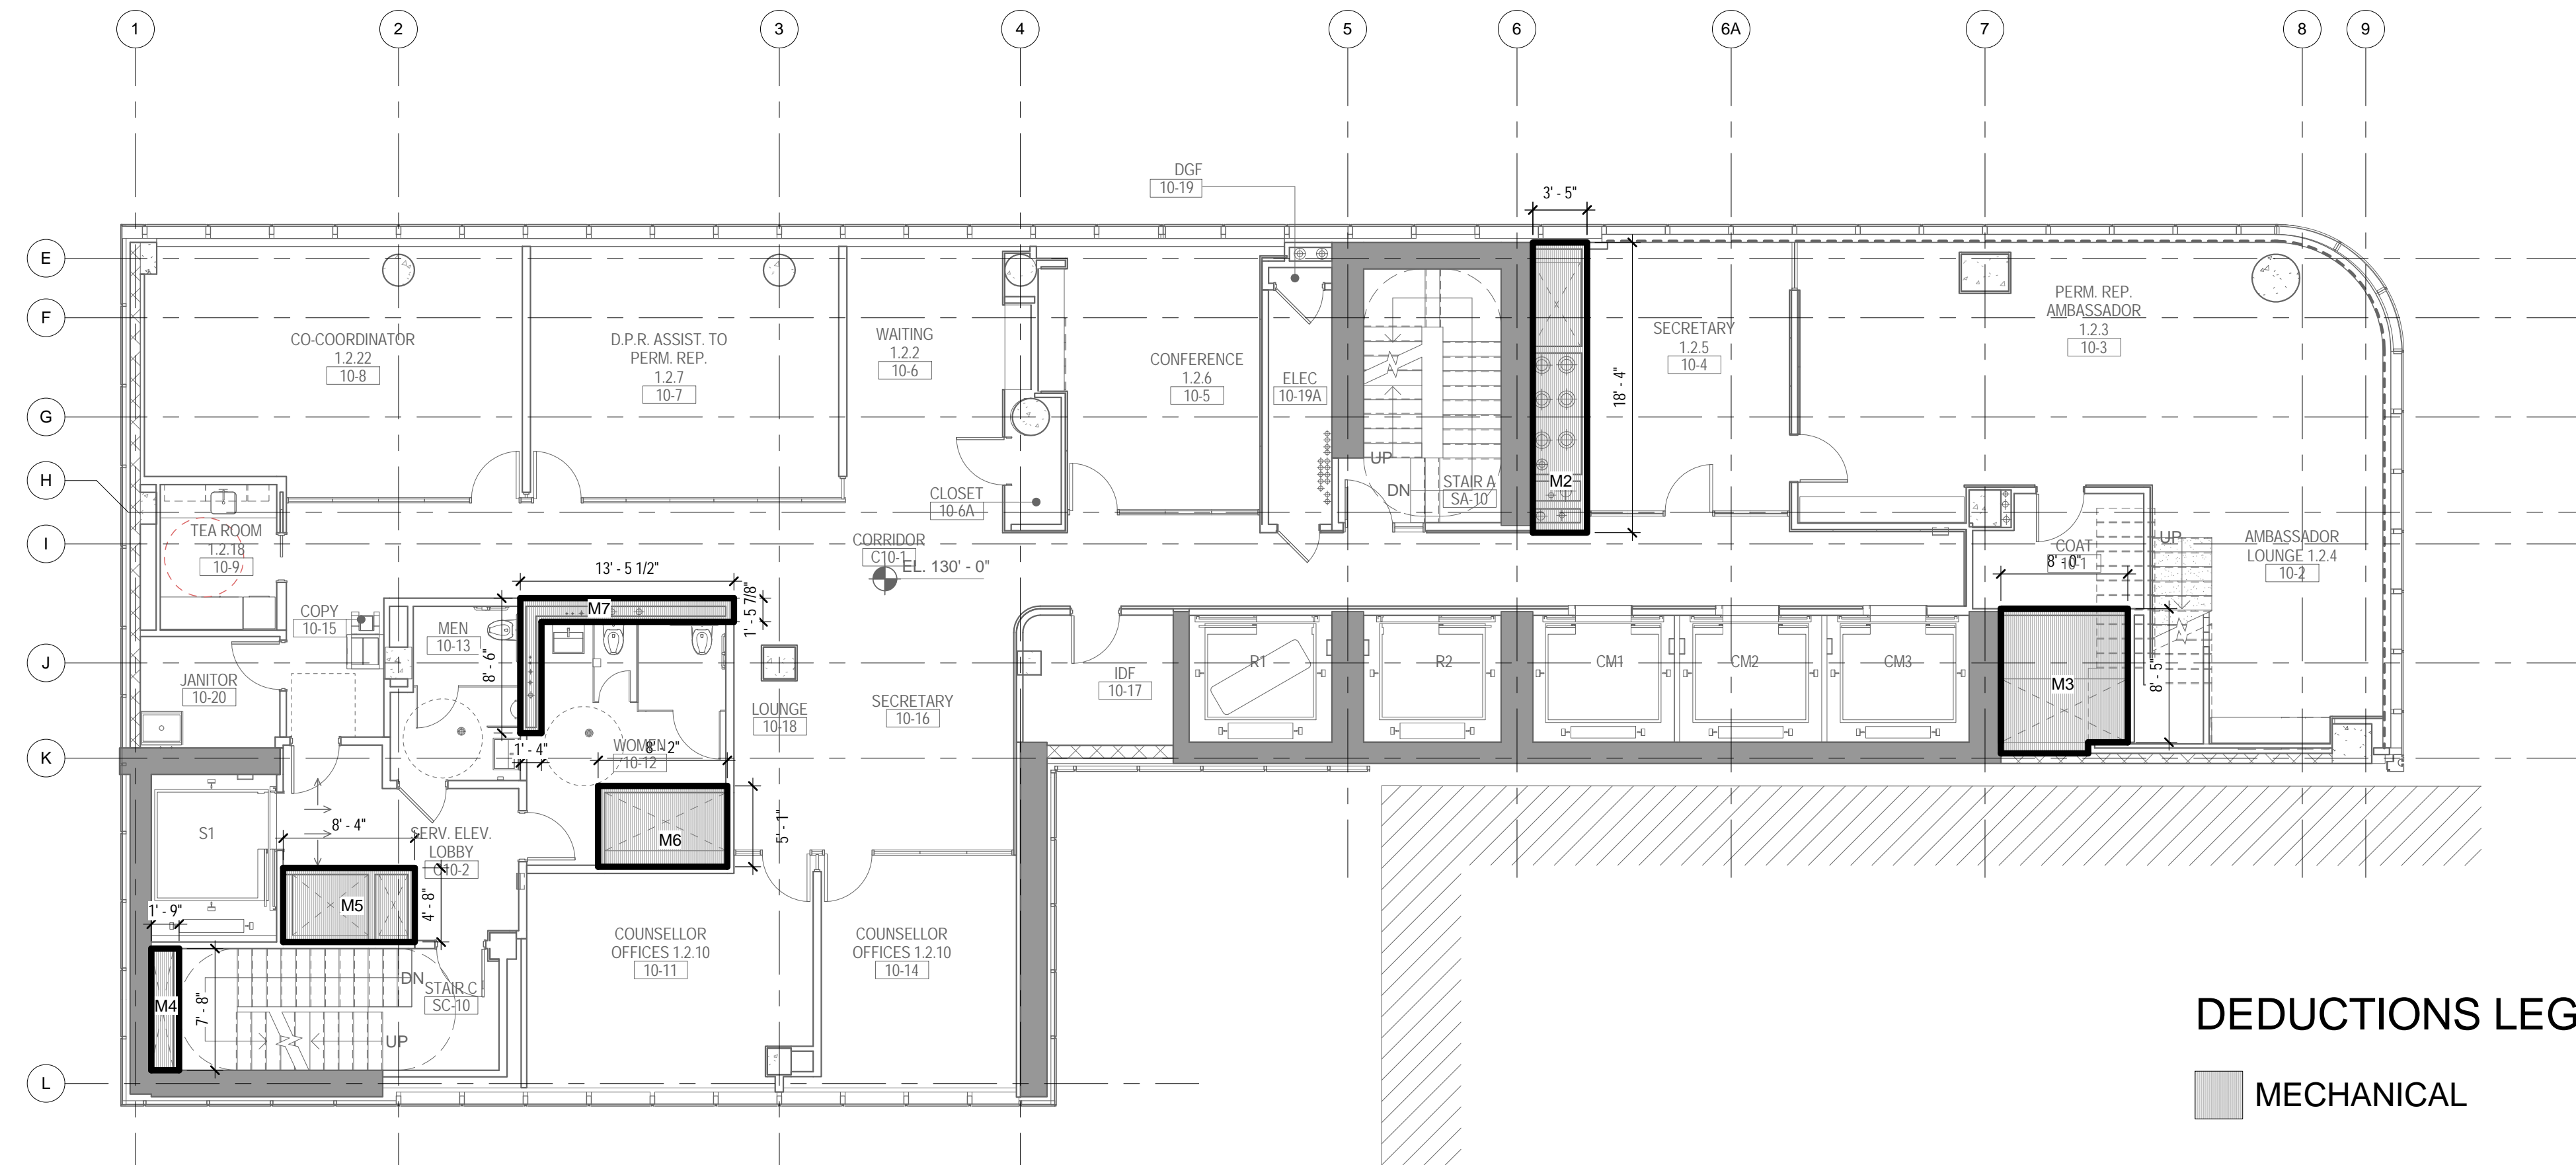 1
2
3
4
5
6
6A
7
8
9
DGF
10-19
3' - 5"
E
F
G
H
I
J
K
L
CO-COORDINATOR
1.2.22
10-8
D.P.R. ASSIST. TO
PERM. REP.
1.2.7
10-7
WAITING
1.2.2
10-6
CONFERENCE
1.2.6
10-5
ELEC
10-19A
SECRETARY
1.2.5
10-4
PERM. REP.
AMBASSADOR
1.2.3
10-3
18' - 4"
M2
UP
DN
STAIR A
SA-10
CLOSET
10-6A
TEA ROOM
1.2.18
10-9
CORRIDOR
C10-1
EL. 130' - 0"
COAT
10-1
8' - 0"
UP
AMBASSADOR
LOUNGE 1.2.4
10-2
13' - 5 1/2"
M7
1' - 5 7/8"
COPY
10-15
MEN
10-13
8' - 6"
JANITOR
10-20
LOUNGE
10-18
SECRETARY
10-16
IDF
10-17
R1
R2
CM1
CM2
CM3
M3
8' - 5"
1' - 4"
WOMEN
10-12
8' - 2"
M6
5' - 1"
S1
8' - 4"
SERV. ELEV.
LOBBY
C10-2
M5
4' - 8"
1' - 9"
M4
7' - 8"
DN
STAIR C
SC-10
UP
COUNSELLOR
OFFICES 1.2.10
10-11
COUNSELLOR
OFFICES 1.2.10
10-14
DEDUCTIONS LEG
MECHANICAL